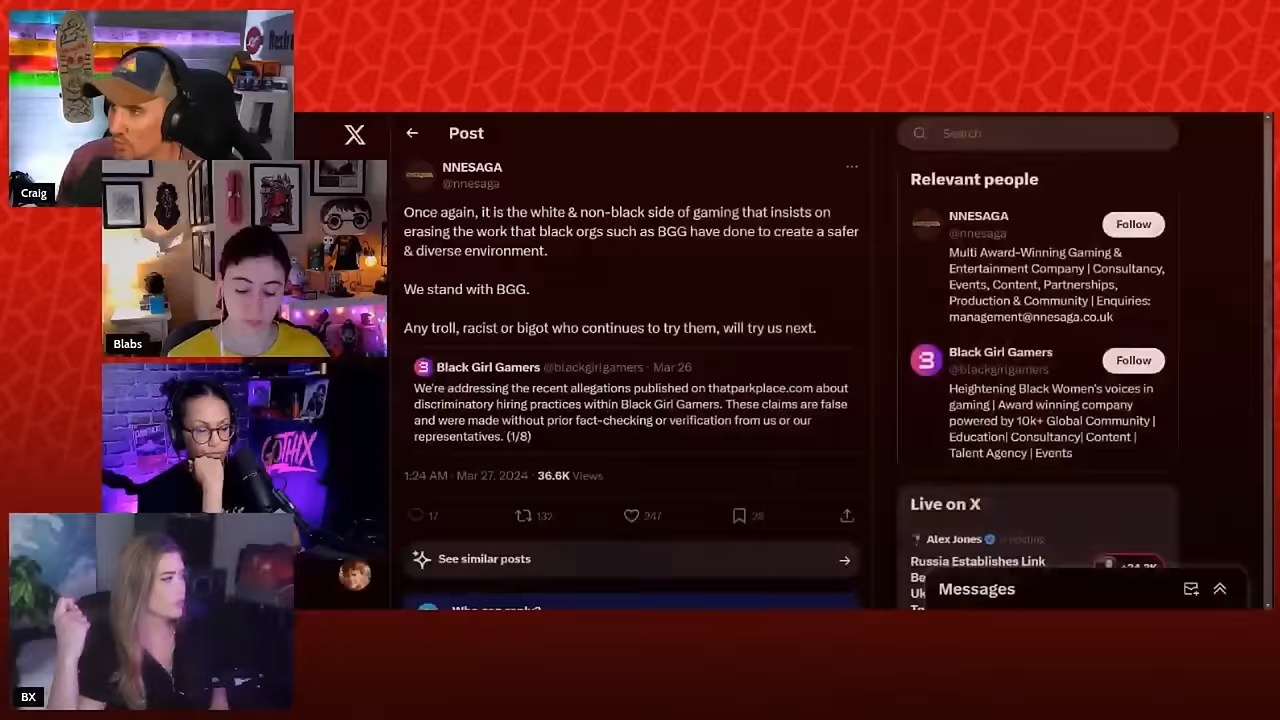 Craig
Blabs
GOTHIX
BX
Post
NNESAGA
@nnesaga
Once again, it is the white & non-black side of gaming that insists on
erasing the work that black orgs such as BGG have done to create a safer
& diverse environment.
We stand with BGG.
Any troll, racist or bigot who continues to try them, will try us next.
Black Girl Gamers @blackgirlgamers · Mar 26
We're addressing the recent allegations published on thatparkplace.com about
discriminatory hiring practices within Black Girl Gamers. These claims are false
and were made without prior fact-checking or verification from us or our
representatives. (1/8)
1:24 AM · Mar 27, 2024 · 36.6K Views
17
132
247
28
See similar posts
Who can reply?
Search
Relevant people
NNESAGA
@nnesaga
Follow
Multi Award-Winning Gaming &
Entertainment Company | Consultancy,
Events, Content, Partnerships,
Production & Community | Enquiries:
management@nnesaga.co.uk
Black Girl Gamers
@blackgirlgamers
Follow
Heightening Black Women's voices in
gaming | Award winning company
powered by 10k+ Global Community |
Education| Consultancy| Content |
Talent Agency | Events
Live on X
Alex Jones is hosting
Russia Establishes Link
Messages